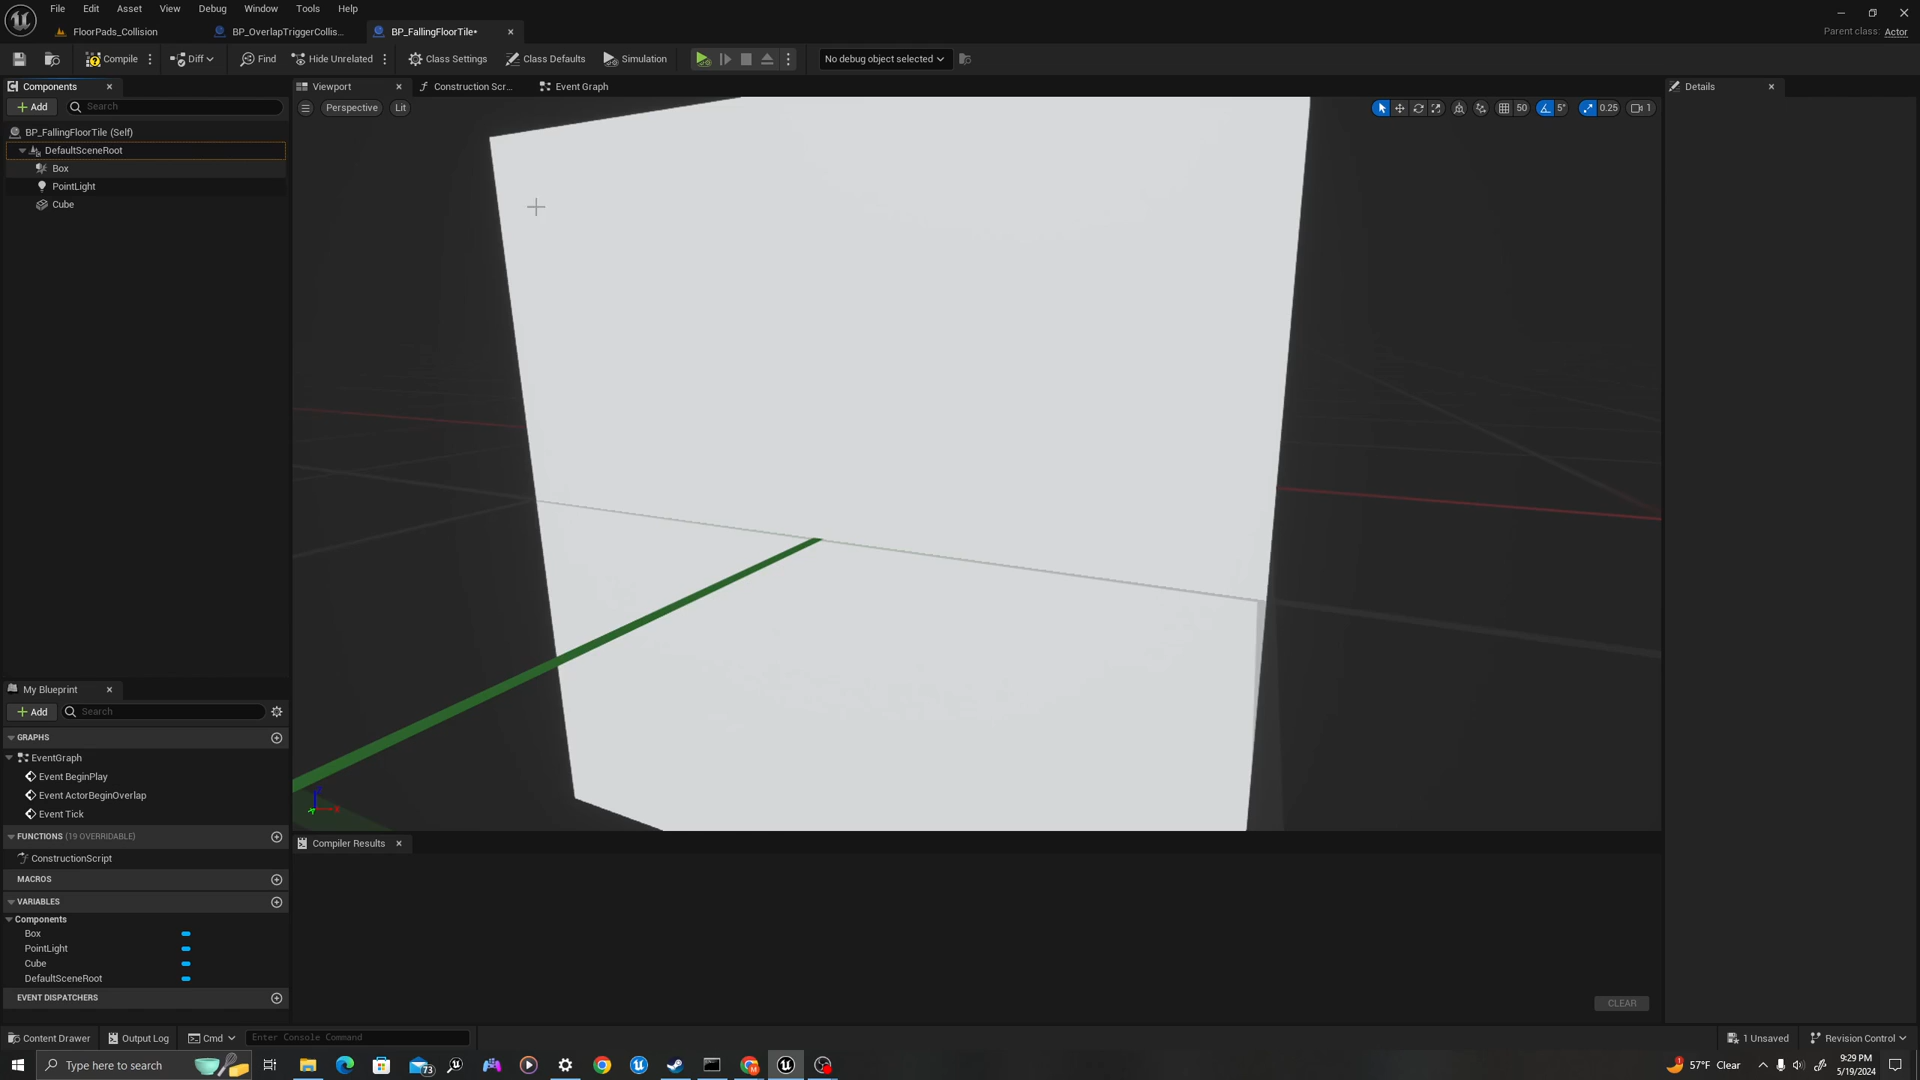 File Edit Asset View Window Debug Tools Help
FloorPads_Collision BP_OverlapTriggerCollis... BP_FallingFloorTile*
Parent class: Actor
Compile Diff Find Hide Unrelated Class Settings Class Defaults Simulation No debug object selected
Components Viewport Construction Scr... Event Graph Details
Add Search Perspective Lit 50 5° 0.25 1
BP_FallingFloorTile (Self)
DefaultSceneRoot
Box
PointLight
Cube
My Blueprint
Add Search
GRAPHS
EventGraph
Event BeginPlay
Event ActorBeginOverlap
Event Tick
FUNCTIONS (19 OVERRIDABLE)
ConstructionScript
MACROS
VARIABLES
Components
Box
PointLight
Cube
DefaultSceneRoot
EVENT DISPATCHERS
Compiler Results
CLEAR
Content Drawer Output Log Cmd Enter Console Command 1 Unsaved Revision Control
Type here to search 73 57°F Clear 9:29 PM
5/19/2024